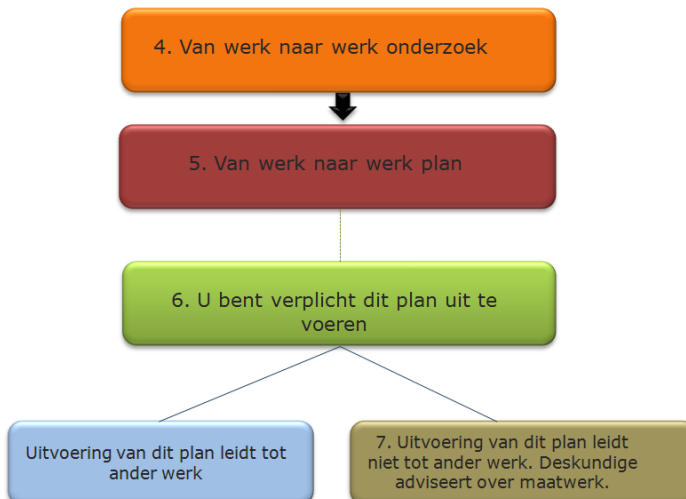 4. Van werk naar werk onderzoek
5. Van werk naar werk plan
6. U bent verplicht dit plan uit te
voeren
Uitvoering van dit plan leidt tot
ander werk
7. Uitvoering van dit plan leidt
niet tot ander werk. Deskundige
adviseert over maatwerk.